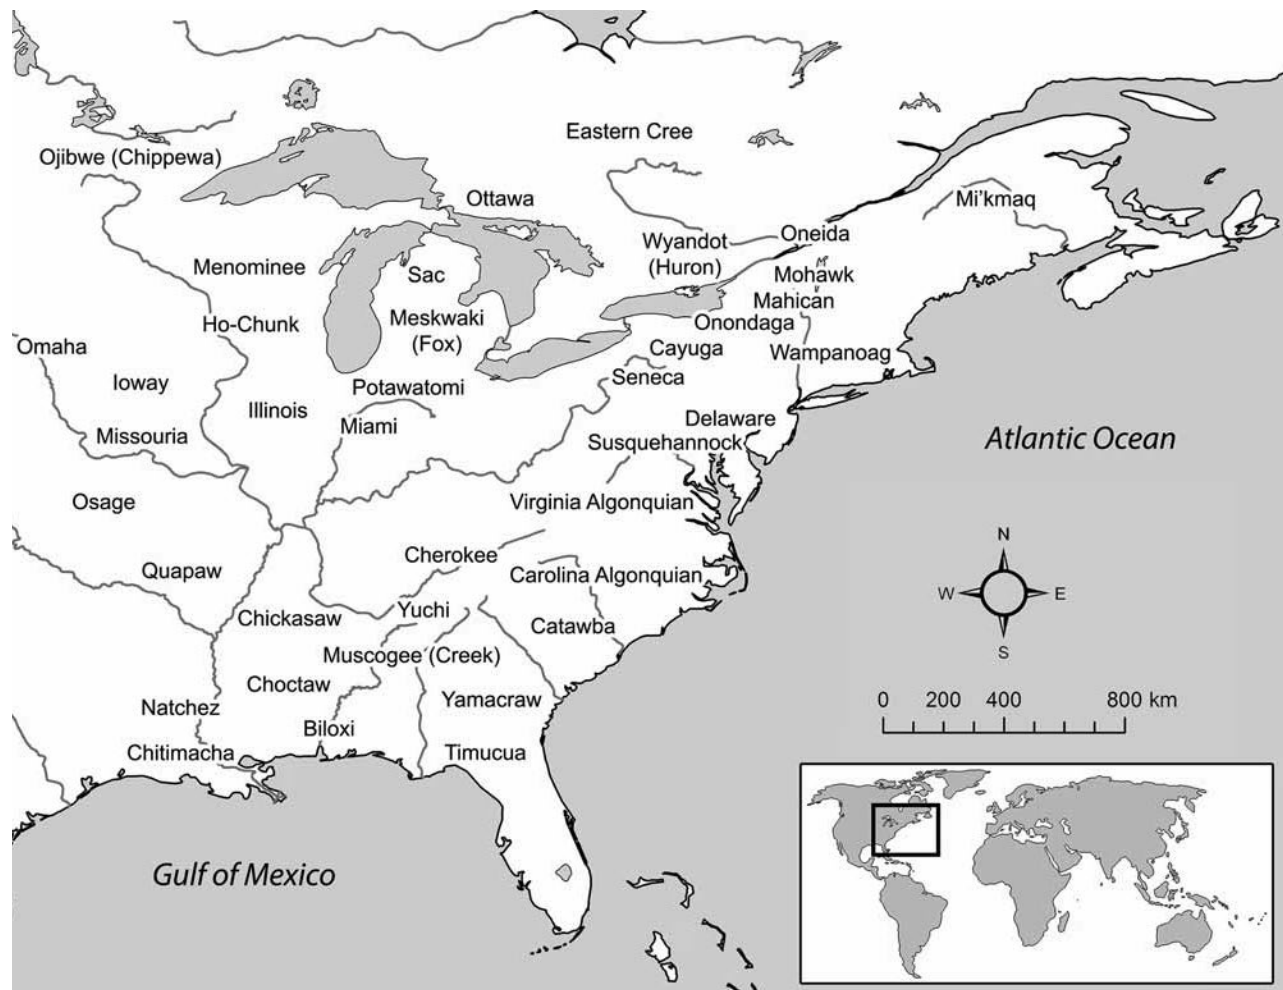 Eastern Cree
Ojibwe (Chippewa)
Ottawa
Mi'kmaq
Oneida
Wyandot
(Huron)
Menominee
Sac
Mohawk
Mahican
Ho-Chunk
Meskwaki
(Fox)
Onondaga
Omaha
Cayuga
Wampanoag
Ioway
Potawatomi
Seneca
Illinois
Miami
Delaware
Missouria
Susquehannock
Atlantic Ocean
Osage
Virginia Algonquian
N
Cherokee
Quapaw
Carolina Algonquian
W
E
Chickasaw
Yuchi
Catawba
S
Muscogee (Creek)
Choctaw
Yamacraw
0 200 400 800 km
Natchez
Biloxi
Chitimacha
Timucua
Gulf of Mexico